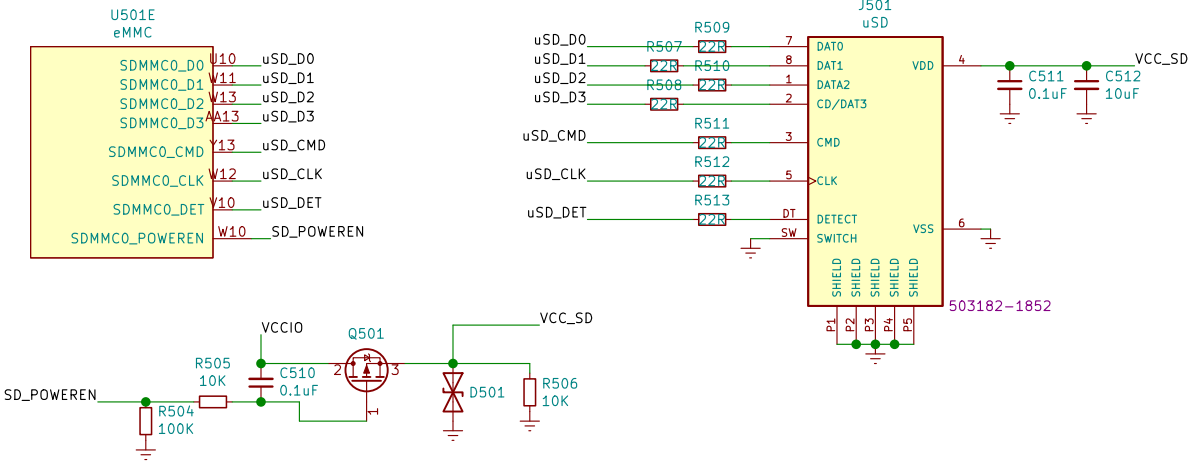 U501E
eMMC
SDMMC0_D0 U10 uSD_D0
SDMMC0_D1 W11 uSD_D1
SDMMC0_D2 W13 uSD_D2
SDMMC0_D3 AA13 uSD_D3
SDMMC0_CMD Y13 uSD_CMD
SDMMC0_CLK W12 uSD_CLK
SDMMC0_DET V10 uSD_DET
SDMMC0_POWEREN W10 SD_POWEREN
J501
uSD
R509
uSD_D0 22R 7 DAT0
R507
uSD_D1 22R 8 DAT1
R510
uSD_D2 22R 1 DATA2
R508
uSD_D3 22R 2 CD/DAT3
R511
uSD_CMD 22R 3 CMD
R512
uSD_CLK 22R 5 CLK
R513
uSD_DET 22R DT DETECT
SW SWITCH
VDD 4 VCC_SD
C511
0.1uF
C512
10uF
VSS 6
SHIELD SHIELD SHIELD SHIELD SHIELD
P1 P2 P3 P4 P5
503182-1852
VCCIO
Q501
VCC_SD
R505
10K
C510
0.1uF
2 3
1
D501
R506
10K
SD_POWEREN
R504
100K